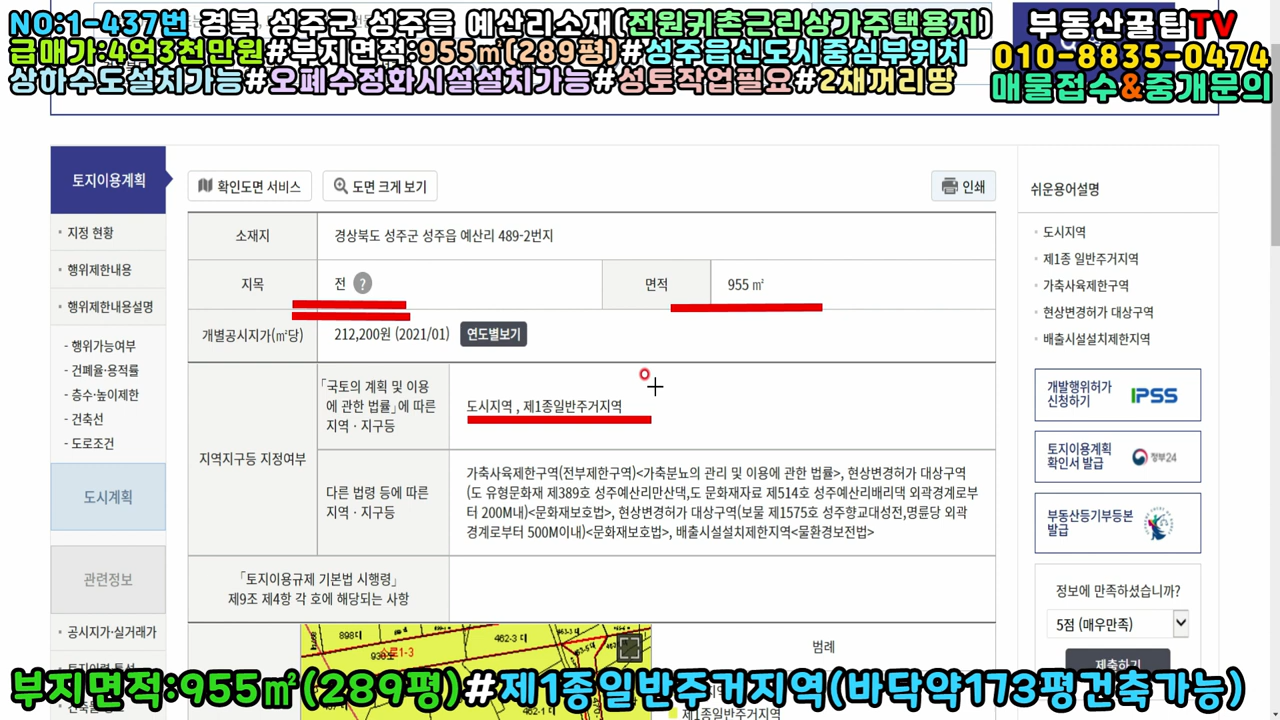 NO:1-437번 경북 성주군 성주읍 예산리소재(전원귀촌근린상가주택용지)
급매가:4억3천만원#부지면적:955㎡(289평)#성주읍신도시중심부위치
상하수도설치가능#오폐수정화시설설치가능#성토작업필요#2채꺼리땅
부동산꿀팁TV
010-8835-0474
매물접수&중개문의
토지이용계획
· 지정 현황
· 행위제한내용
· 행위제한내용설명
- 행위가능여부
- 건폐율·용적률
- 층수·높이제한
- 건축선
- 도로조건
도시계획
관련정보
· 공시지가·실거래가
확인도면 서비스
도면 크게 보기
인쇄
소재지
경상북도 성주군 성주읍 예산리 489-2번지
지목
전 ?
면적
955 ㎡
개별공시지가(㎡당)
212,200원 (2021/01)
연도별보기
지역지구등 지정여부
「국토의 계획 및 이용
에 관한 법률」에 따른
지역 · 지구등
도시지역 , 제1종일반주거지역
다른 법령 등에 따른
지역 · 지구등
가축사육제한구역(전부제한구역)<가축분뇨의 관리 및 이용에 관한 법률>, 현상변경허가 대상구역
(도 유형문화재 제389호 성주예산리만산댁,도 문화재자료 제514호 성주예산리배리댁 외곽경계로부
터 200M내)<문화재보호법>, 현상변경허가 대상구역(보물 제1575호 성주향교대성전,명륜당 외곽
경계로부터 500M이내)<문화재보호법>, 배출시설설치제한지역<물환경보전법>
「토지이용규제 기본법 시행령」
제9조 제4항 각 호에 해당되는 사항
898대
462-3 대
463-3
소로1-3
463-5
462-1
범례
제1종일반주거지역
쉬운용어설명
· 도시지역
· 제1종 일반주거지역
· 가축사육제한구역
· 현상변경허가 대상구역
· 배출시설설치제한지역
개발행위허가
신청하기
IPSS
토지이용계획
확인서 발급
정부24
부동산등기부등본
발급
정보에 만족하셨습니까?
5점 (매우만족)
제출하기
부지면적:955㎡(289평)#제1종일반주거지역(바닥약173평건축가능)